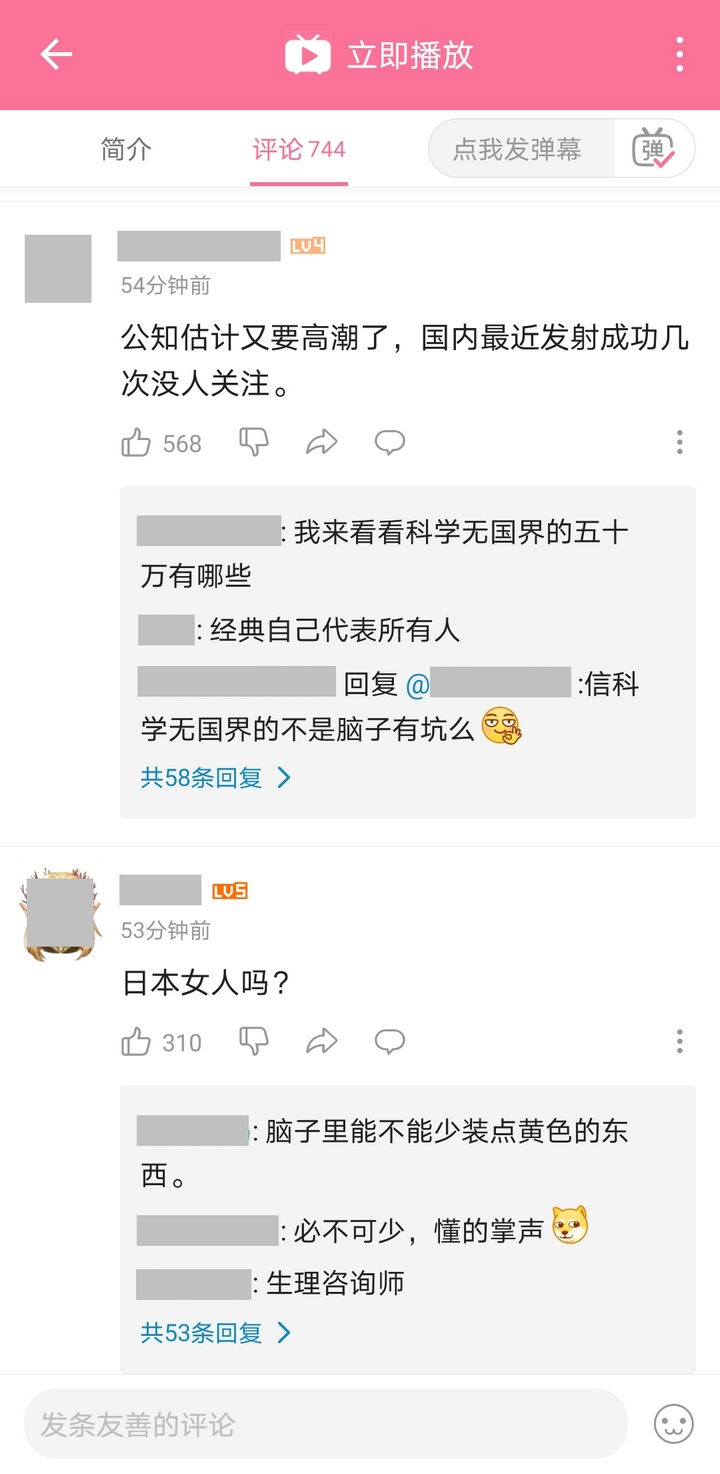 立即播放
简介
评论 744
点我发弹幕
弹
LV4
54分钟前
公知估计又要高潮了，国内最近发射成功几
次没人关注。
568
: 我来看看科学无国界的五十
万有哪些
: 经典自己代表所有人
回复 @ :信科
学无国界的不是脑子有坑么
共58条回复
LV5
53分钟前
日本女人吗？
310
: 脑子里能不能少装点黄色的东
西。
: 必不可少，懂的掌声
: 生理咨询师
共53条回复
发条友善的评论